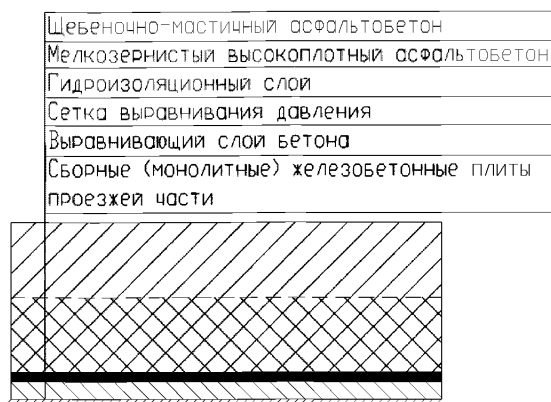 Щебеночно-мастичный асфальтобетон
Мелкозернистый высокоплотный асфальтобетон
Гидроизоляционный слой
Сетка выравнивания давления
Выравнивающий слой бетона
Сборные (монолитные) железобетонные плиты
проезжей части